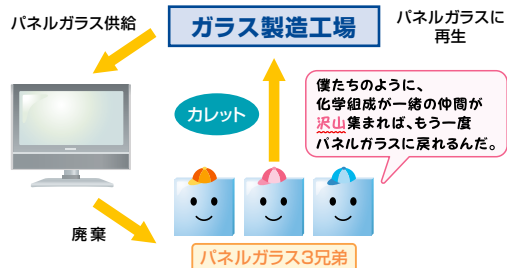 パネルガラス供給
ガラス製造工場
パネルガラスに
再生
カレット
僕たちのように、
化学組成が一緒の仲間が
沢山集まれば、もう一度
パネルガラスに戻れるんだ。
廃棄
パネルガラス3兄弟